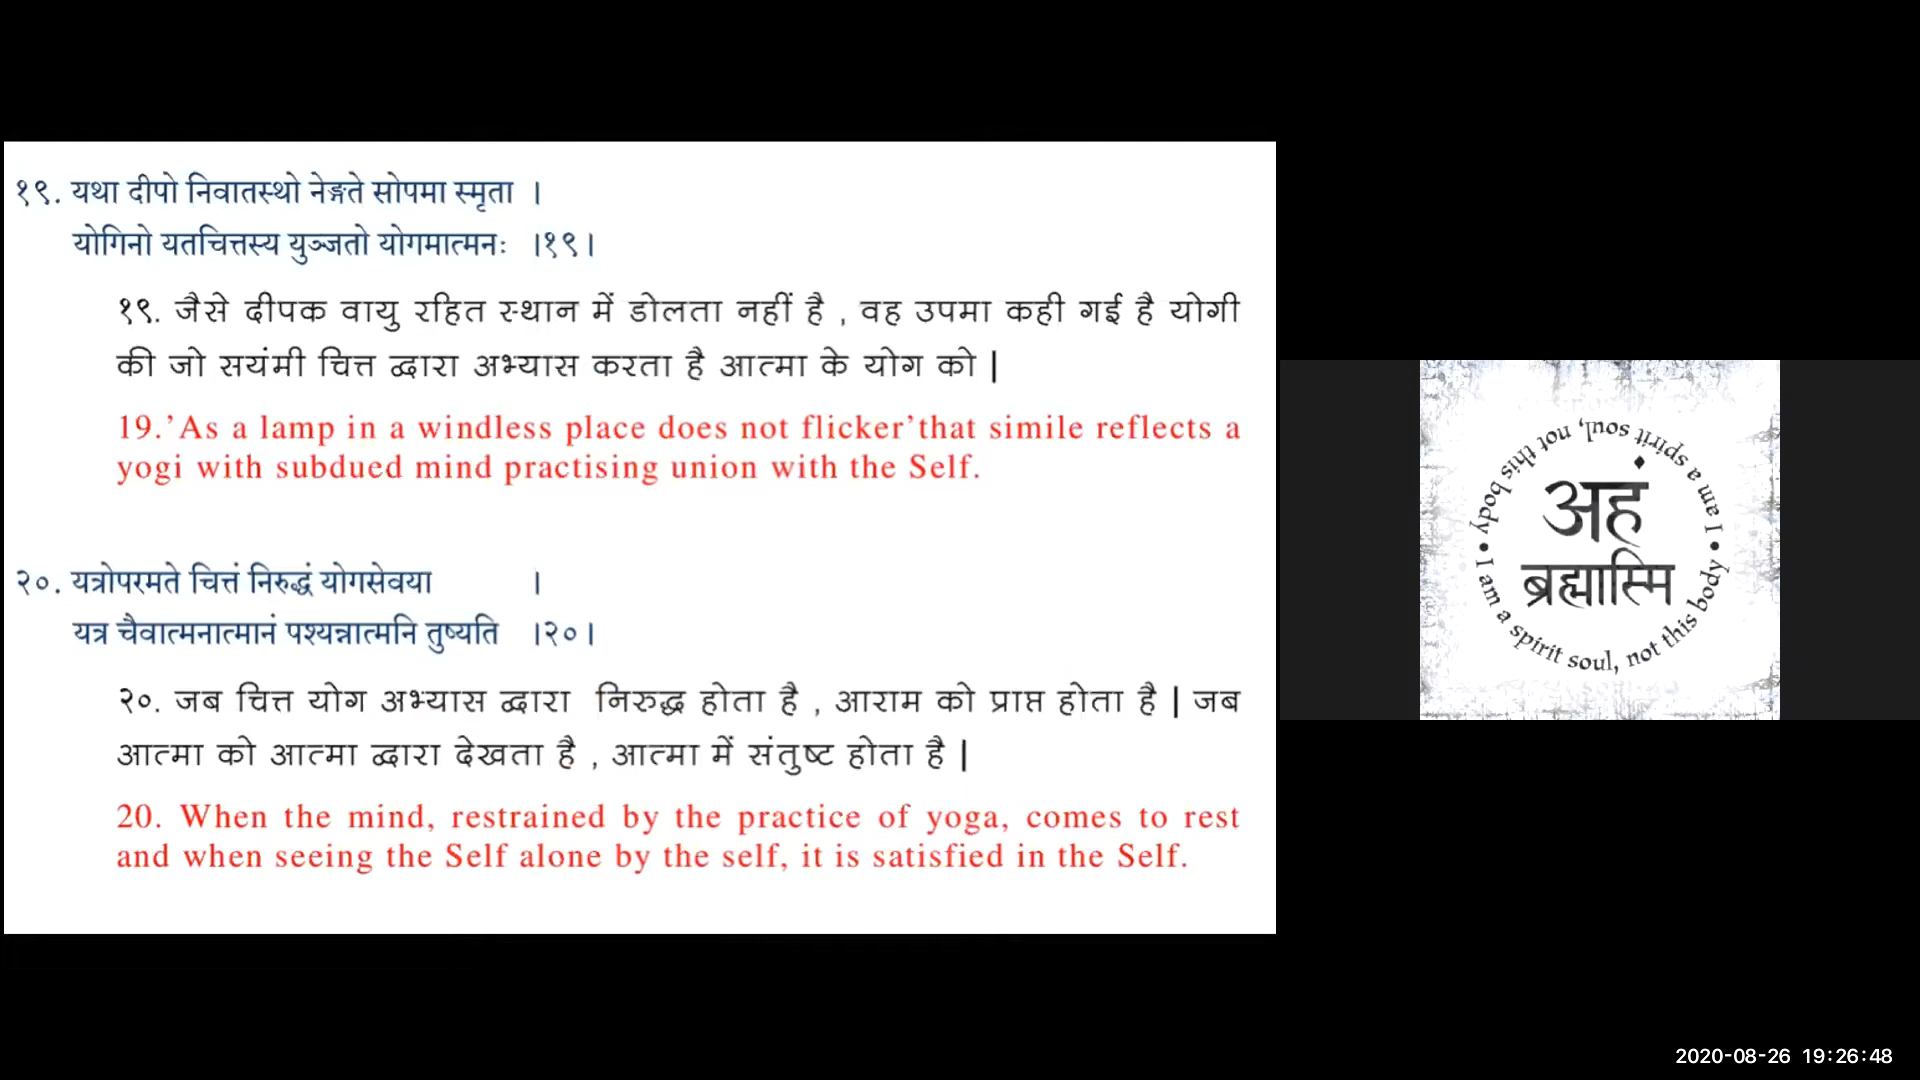 १९. यथा दीपो निवातस्थो नेङ्गते सोपमा स्मृता ।
योगिनो यतचित्तस्य युञ्जतो योगमात्मनः ।१९।
१९. जैसे दीपक वायु रहित स्थान में डोलता नहीं है , वह उपमा कही गई है योगी
की जो सयंमी चित्त द्वारा अभ्यास करता है आत्मा के योग को |
19.’As a lamp in a windless place does not flicker’that simile reflects a
yogi with subdued mind practising union with the Self.
२०. यत्रोपरमते चित्तं निरुद्धं योगसेवया ।
यत्र चैवात्मनात्मानं पश्यन्नात्मनि तुष्यति ।२०।
२०. जब चित्त योग अभ्यास द्वारा निरुद्ध होता है , आराम को प्राप्त होता है | जब
आत्मा को आत्मा द्वारा देखता है , आत्मा में संतुष्ट होता है |
20. When the mind, restrained by the practice of yoga, comes to rest
and when seeing the Self alone by the self, it is satisfied in the Self.
• I am a spirit soul, not this body • I am a spirit soul, not this body
अहं
ब्रह्मास्मि
2020-08-26 19:26:48